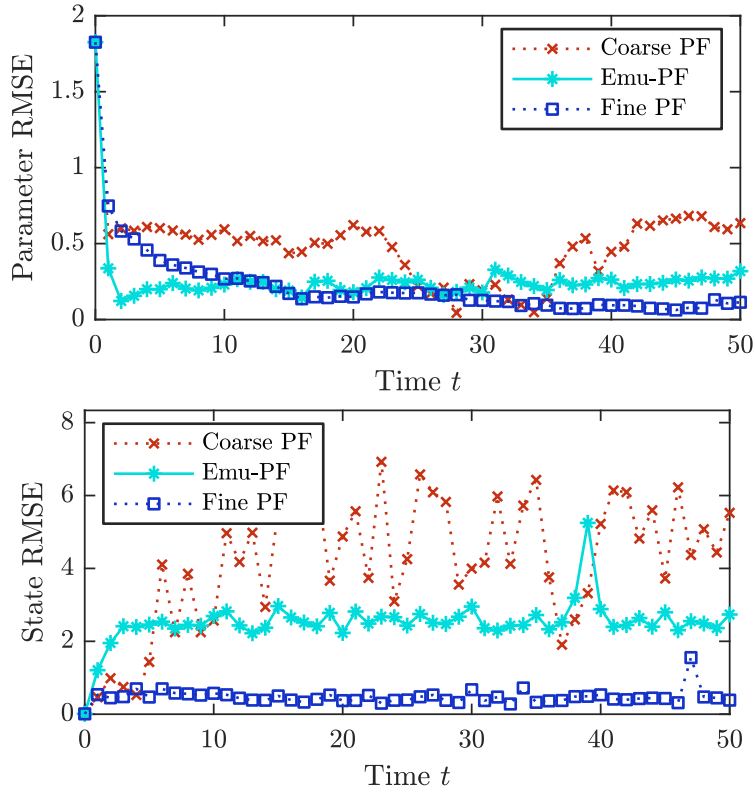 Parameter RMSE
2
1.5
1
0.5
0
Coarse PF
Emu-PF
Fine PF
0 10 20 30 40 50
Time t
State RMSE
8
6
4
2
0
Coarse PF
Emu-PF
Fine PF
0 10 20 30 40 50
Time t